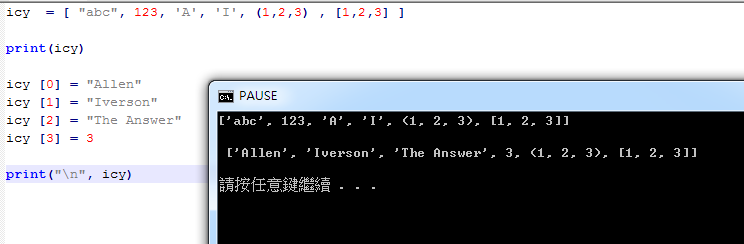 icy  = [ "abc", 123, 'A', 'I', (1,2,3) , [1,2,3] ]
print(icy)
icy [0] = "Allen"
icy [1] = "Iverson"
icy [2] = "The Answer"
icy [3] = 3
print("\n", icy)
C:\. PAUSE
['abc', 123, 'A', 'I', (1, 2, 3), [1, 2, 3]]
['Allen', 'Iverson', 'The Answer', 3, (1, 2, 3), [1, 2, 3]]
請按任意鍵繼續 . . .